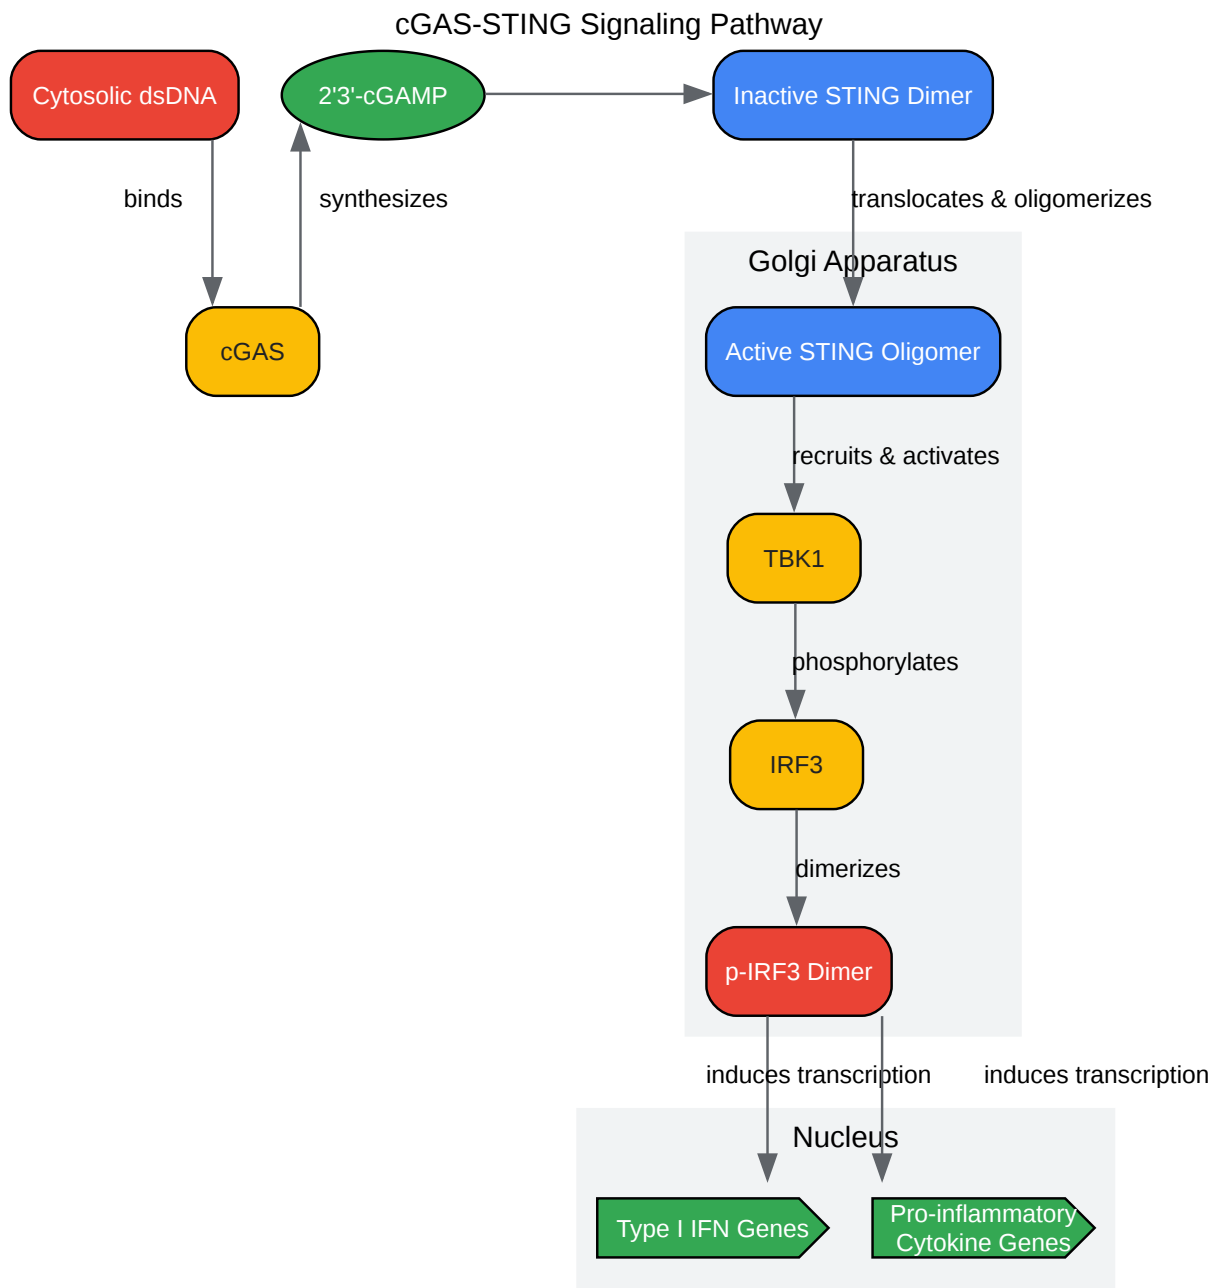 cGAS-STING Signaling Pathway
Cytosolic dsDNA
2'3'-cGAMP
Inactive STING Dimer
binds
synthesizes
translocates & oligomerizes
Golgi Apparatus
cGAS
Active STING Oligomer
recruits & activates
TBK1
phosphorylates
IRF3
dimerizes
p-IRF3 Dimer
induces transcription
induces transcription
Nucleus
Type I IFN Genes
Pro-inflammatory
Cytokine Genes